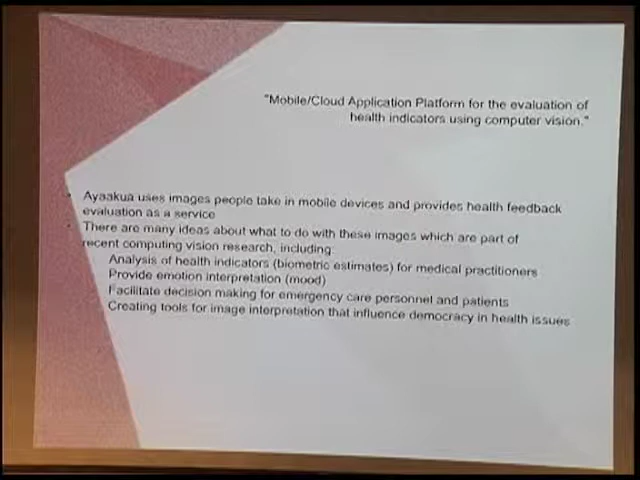 "Mobile/Cloud Application Platform for the evaluation of
health indicators using computer vision."
Ayaakua uses images people take in mobile devices and provides health feedback
evaluation as a service
There are many ideas about what to do with these images which are part of
recent computing vision research, including:
Analysis of health indicators (biometric estimates) for medical practitioners
Provide emotion interpretation (mood)
Facilitate decision making for emergency care personnel and patients
Creating tools for image interpretation that influence democracy in health issues